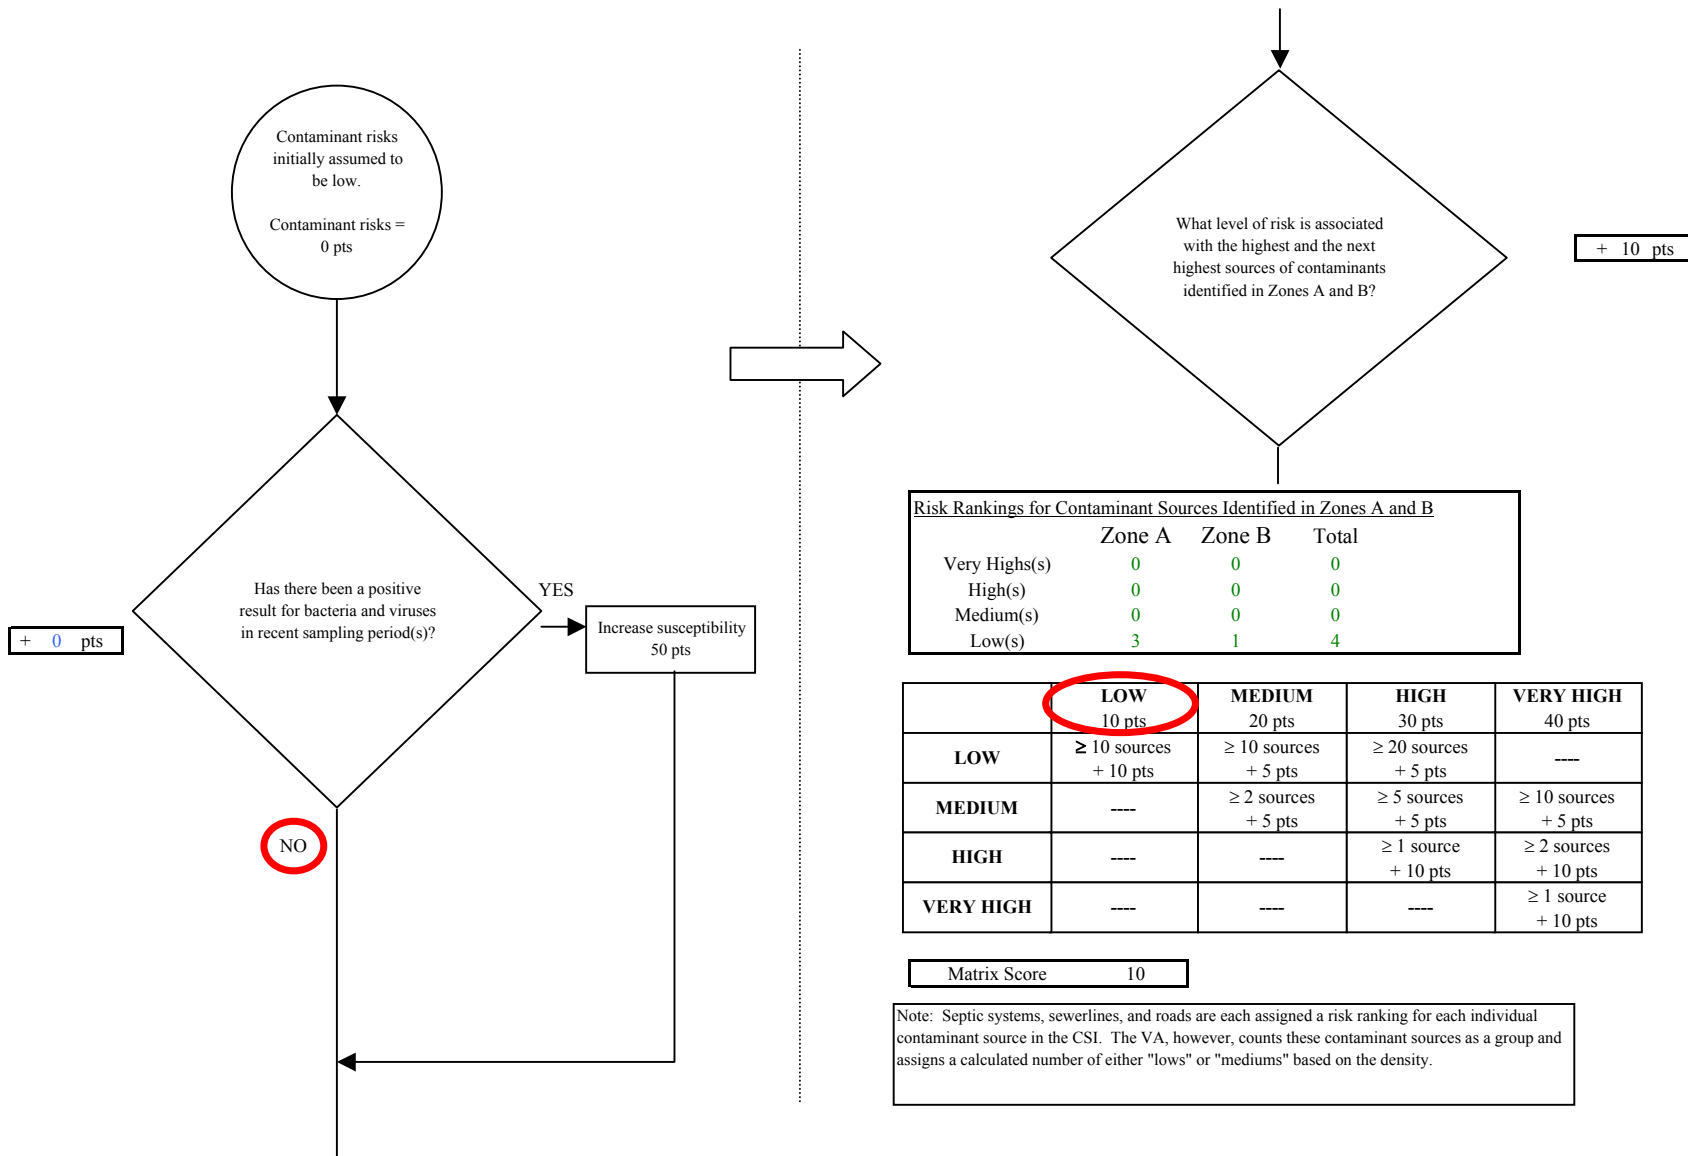 Contaminant risks
initially assumed to
be low.
Contaminant risks =
0 pts
Has there been a positive
result for bacteria and viruses
in recent sampling period(s)?
+ 0 pts
YES
Increase susceptibility
50 pts
NO
What level of risk is associated
with the highest and the next
highest sources of contaminants
identified in Zones A and B?
+ 10 pts
Risk Rankings for Contaminant Sources Identified in Zones A and B
Zone A Zone B Total
Very Highs(s) 0 0 0
High(s) 0 0 0
Medium(s) 0 0 0
Low(s) 3 1 4
LOW MEDIUM HIGH VERY HIGH
10 pts 20 pts 30 pts 40 pts
LOW ≥ 10 sources ≥ 10 sources ≥ 20 sources ----
+ 10 pts + 5 pts + 5 pts
MEDIUM ---- ≥ 2 sources ≥ 5 sources ≥ 10 sources
+ 5 pts + 5 pts + 5 pts
HIGH ---- ---- ≥ 1 source ≥ 2 sources
+ 10 pts + 10 pts
VERY HIGH ---- ---- ---- ≥ 1 source
+ 10 pts
Matrix Score 10
Note: Septic systems, sewerlines, and roads are each assigned a risk ranking for each individual
contaminant source in the CSI. The VA, however, counts these contaminant sources as a group and
assigns a calculated number of either "lows" or "mediums" based on the density.